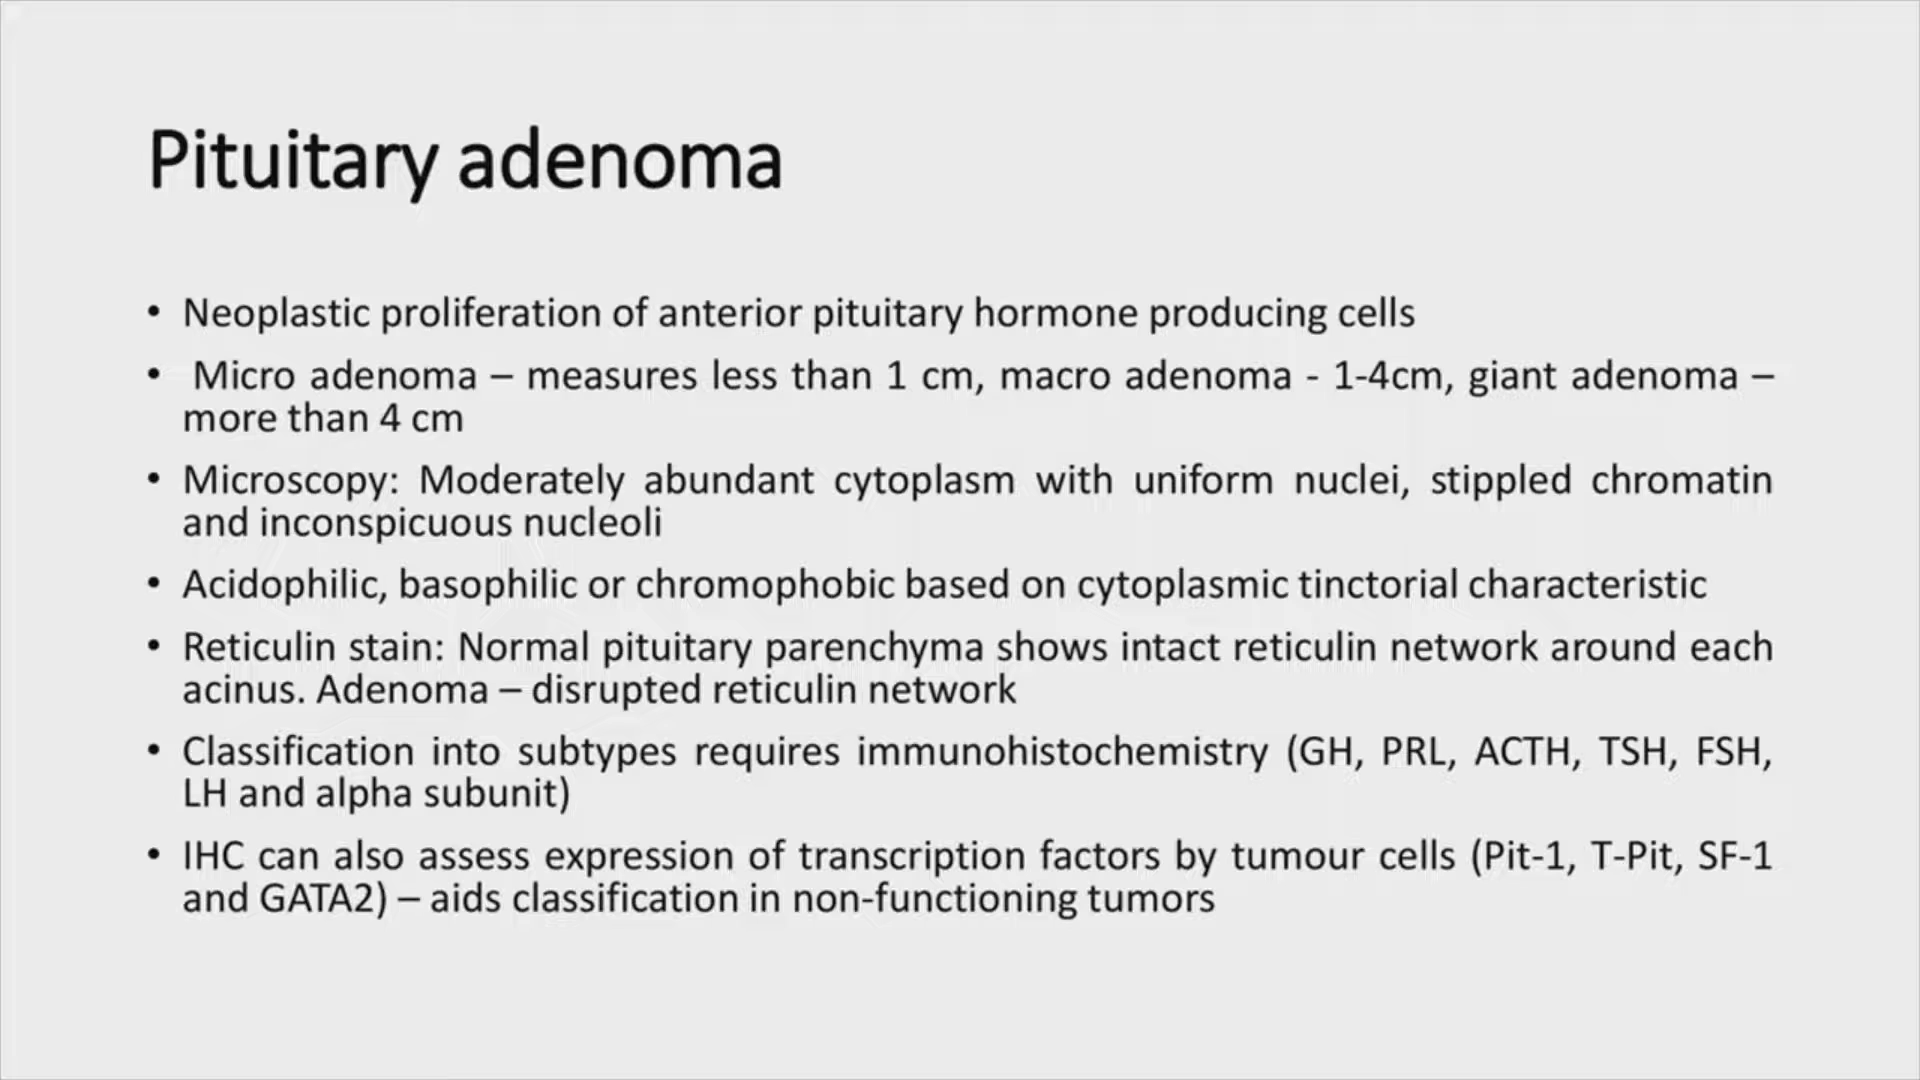 Pituitary adenoma
• Neoplastic proliferation of anterior pituitary hormone producing cells
• Micro adenoma – measures less than 1 cm, macro adenoma - 1-4cm, giant adenoma –
more than 4 cm
• Microscopy: Moderately abundant cytoplasm with uniform nuclei, stippled chromatin
and inconspicuous nucleoli
• Acidophilic, basophilic or chromophobic based on cytoplasmic tinctorial characteristic
• Reticulin stain: Normal pituitary parenchyma shows intact reticulin network around each
acinus. Adenoma – disrupted reticulin network
• Classification into subtypes requires immunohistochemistry (GH, PRL, ACTH, TSH, FSH,
LH and alpha subunit)
• IHC can also assess expression of transcription factors by tumour cells (Pit-1, T-Pit, SF-1
and GATA2) – aids classification in non-functioning tumors